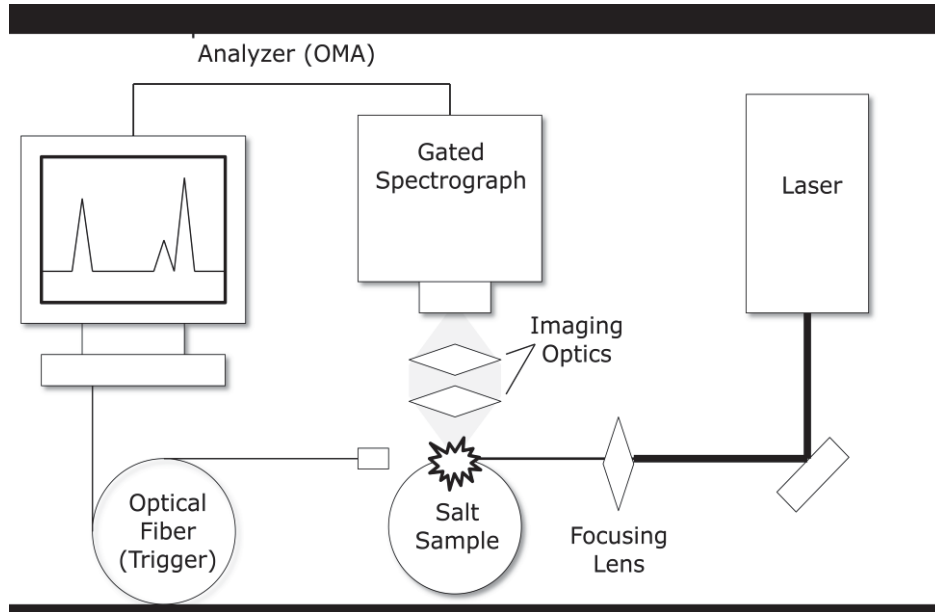 Analyzer (OMA)
Gated
Spectrograph
Laser
Imaging
Optics
Optical
Fiber
(Trigger)
Salt
Sample
Focusing
Lens